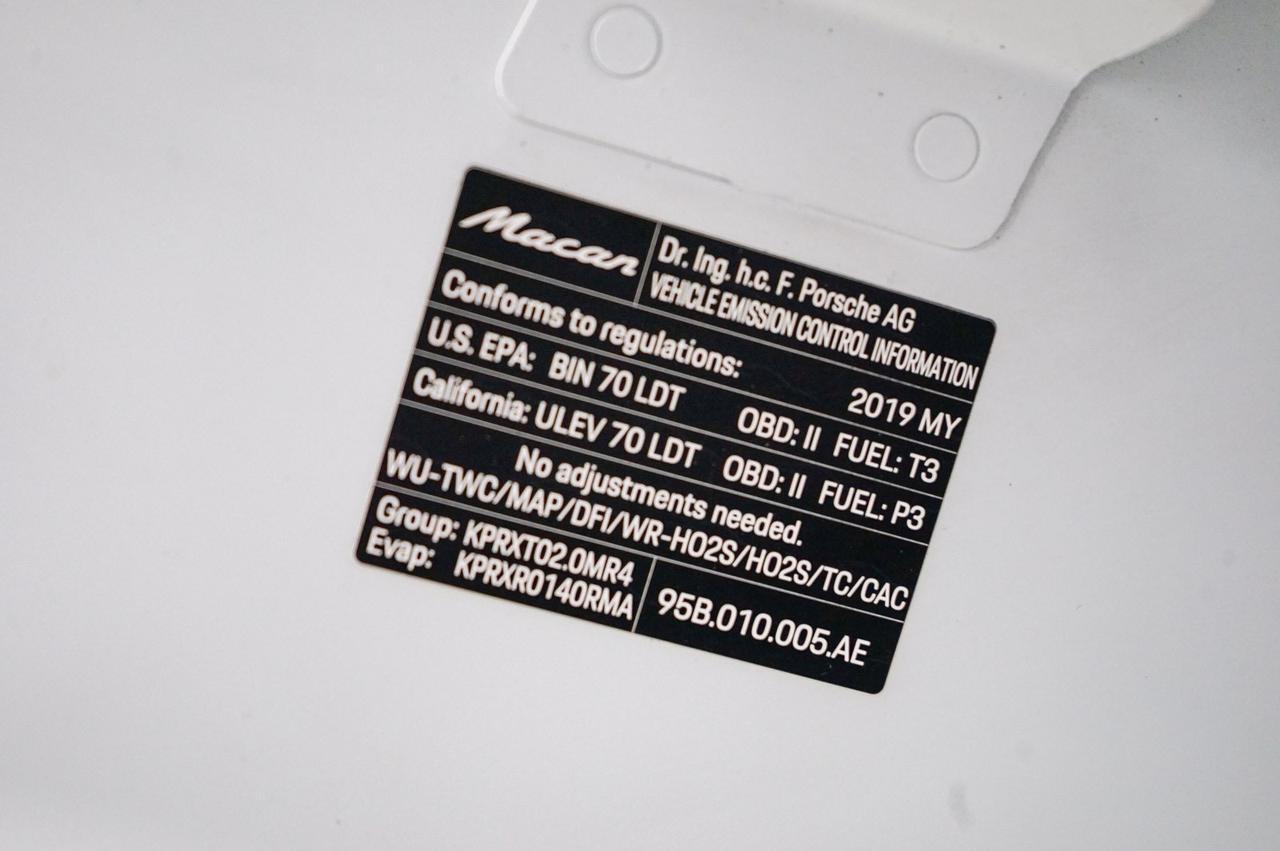 Macan
Dr. Ing. h.c. F. Porsche AG
VEHICLE EMISSION CONTROL INFORMATION
Conforms to regulations: 2019 MY
U.S. EPA: BIN 70 LDT OBD: II FUEL: T3
California: ULEV 70 LDT OBD: II FUEL: P3
No adjustments needed.
WU-TWC/MAP/DFI/WR-HO2S/HO2S/TC/CAC
Group: KPRXT02.0MR4
Evap: KPRXR0140RMA
95B.010.005.AE